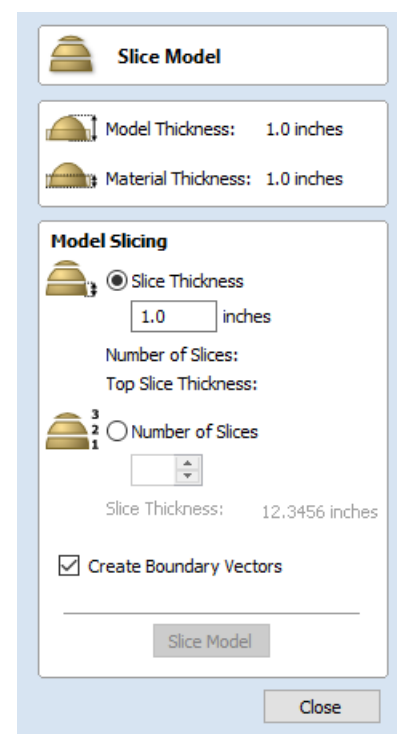 Slice Model
Model Thickness: 1.0 inches
Material Thickness: 1.0 inches
Model Slicing
Slice Thickness
1.0 inches
Number of Slices:
Top Slice Thickness:
3
2
1
Number of Slices
Slice Thickness: 12.3456 inches
Create Boundary Vectors
Slice Model
Close